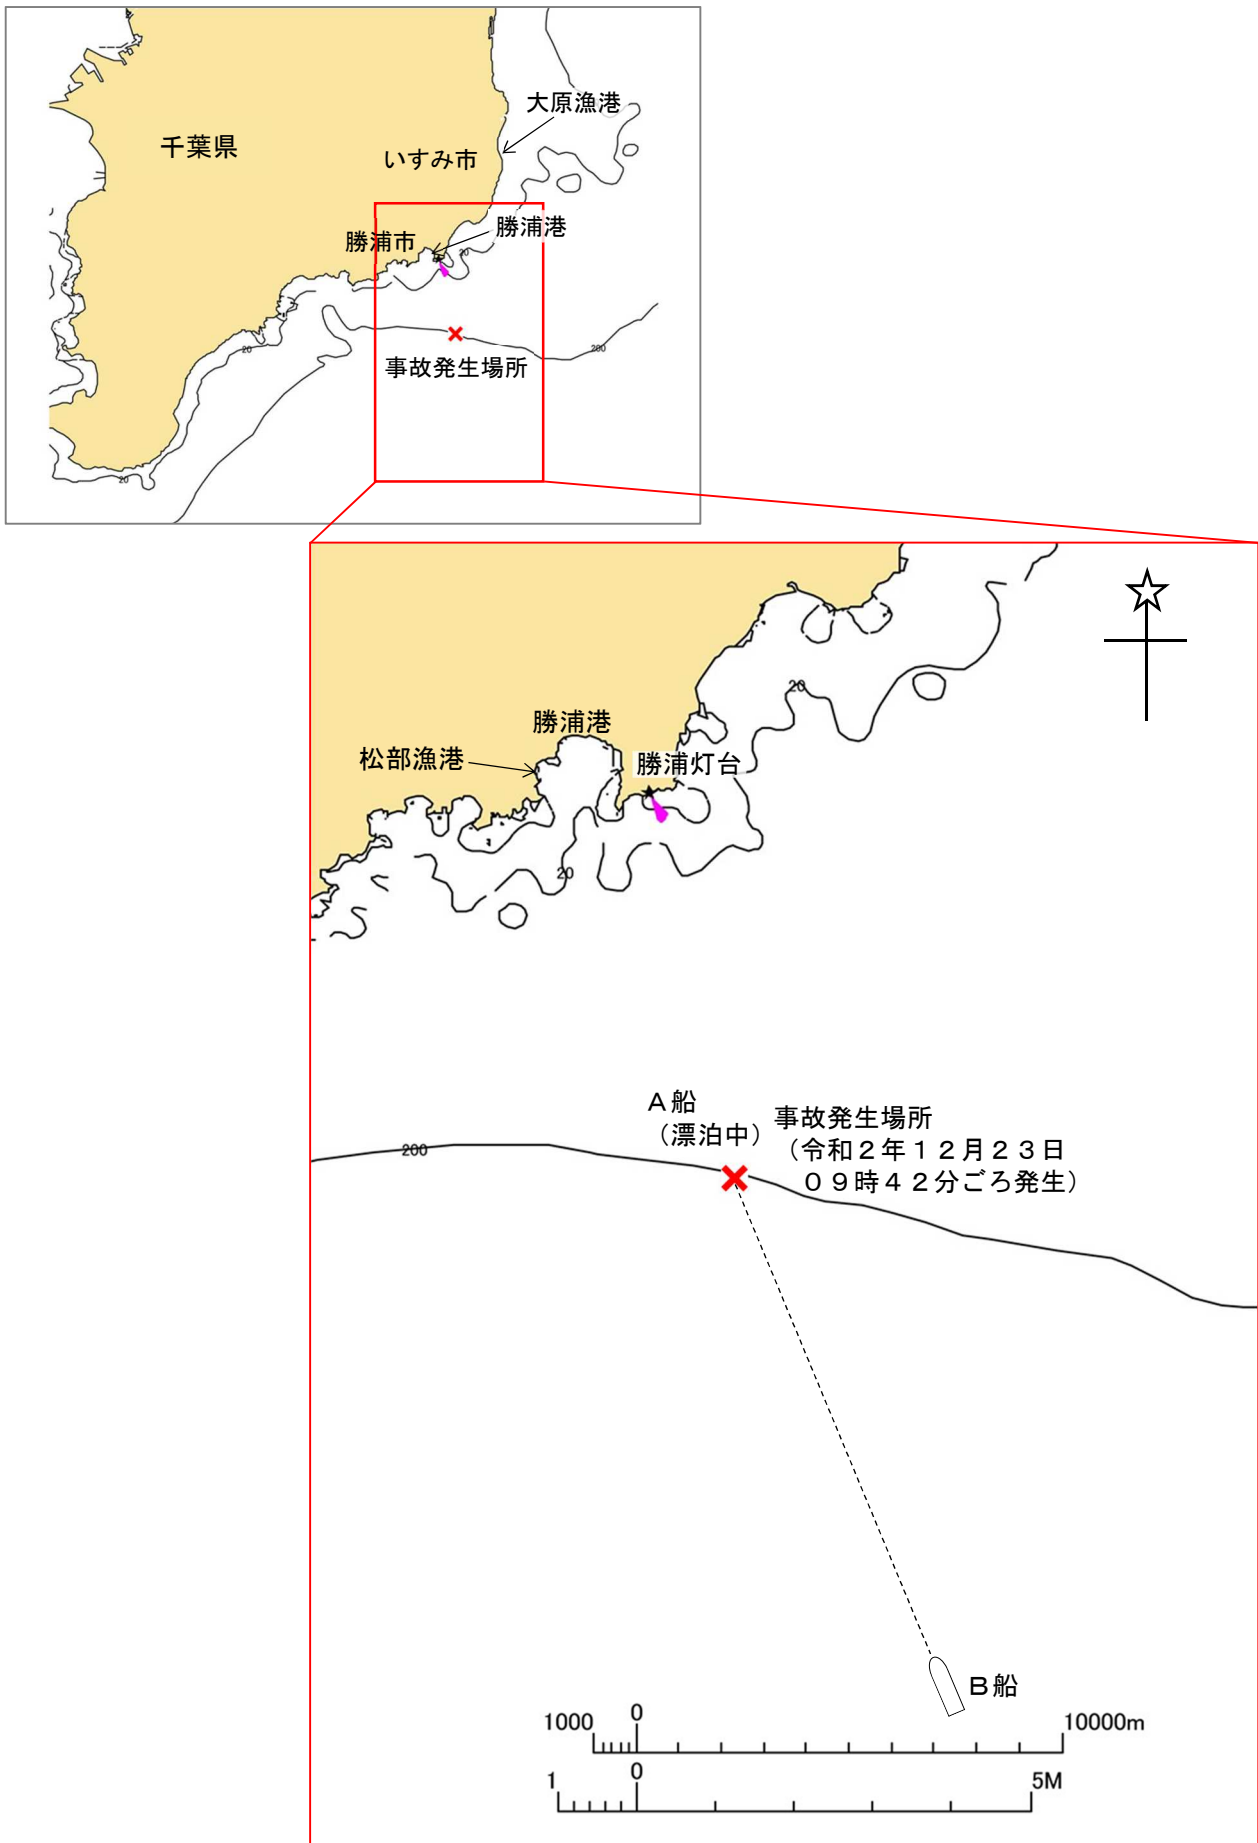 大原漁港
千葉県
いすみ市
勝浦港
勝浦市
20
事故発生場所
200
20
20
20
勝浦港
松部漁港
勝浦灯台
20
A船
（漂泊中）
事故発生場所
（令和２年１２月２３日
０９時４２分ごろ発生）
200
B船
1000
0
10000m
1
0
5M